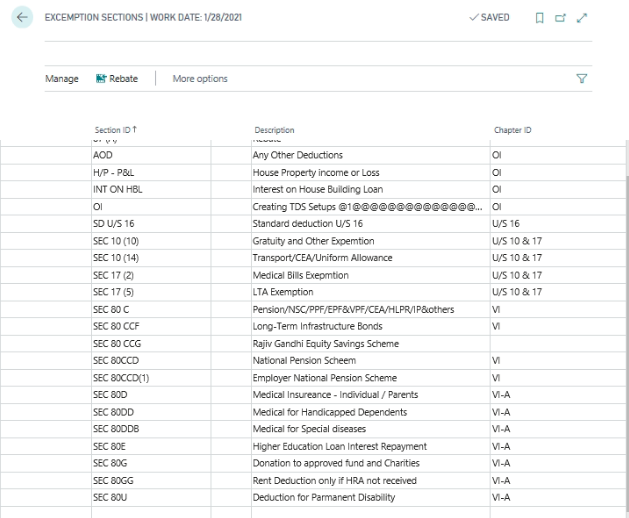 EXCEMPTION SECTIONS | WORK DATE: 1/28/2021
SAVED
Manage Rebate More options
Section ID ↑ Description Chapter ID
AOD Any Other Deductions OI
H/P - P&L House Property income or Loss OI
INT ON HBL Interest on House Building Loan OI
OI Creating TDS Setups @1@@@@@@@@@@@@@@... OI
SD U/S 16 Standard deduction U/S 16 U/S 16
SEC 10 (10) Gratuity and Other Expemtion U/S 10 & 17
SEC 10 (14) Transport/CEA/Uniform Allowance U/S 10 & 17
SEC 17 (2) Medical Bills Exepmtion U/S 10 & 17
SEC 17 (5) LTA Exemption U/S 10 & 17
SEC 80 C Pension/NSC/PPF/EPF&VPF/CEA/HLPR/IP&others VI
SEC 80 CCF Long-Term Infrastructure Bonds VI
SEC 80 CCG Rajiv Gandhi Equity Savings Scheme
SEC 80CCD National Pension Scheem VI
SEC 80CCD(1) Employer National Pension Scheme VI
SEC 80D Medical Insureance - Individual / Parents VI-A
SEC 80DD Medical for Handicapped Dependents VI-A
SEC 80DDB Medical for Special diseases VI-A
SEC 80E Higher Education Loan Interest Repayment VI-A
SEC 80G Donation to approved fund and Charities VI-A
SEC 80GG Rent Deduction only if HRA not received VI-A
SEC 80U Deduction for Parmanent Disability VI-A